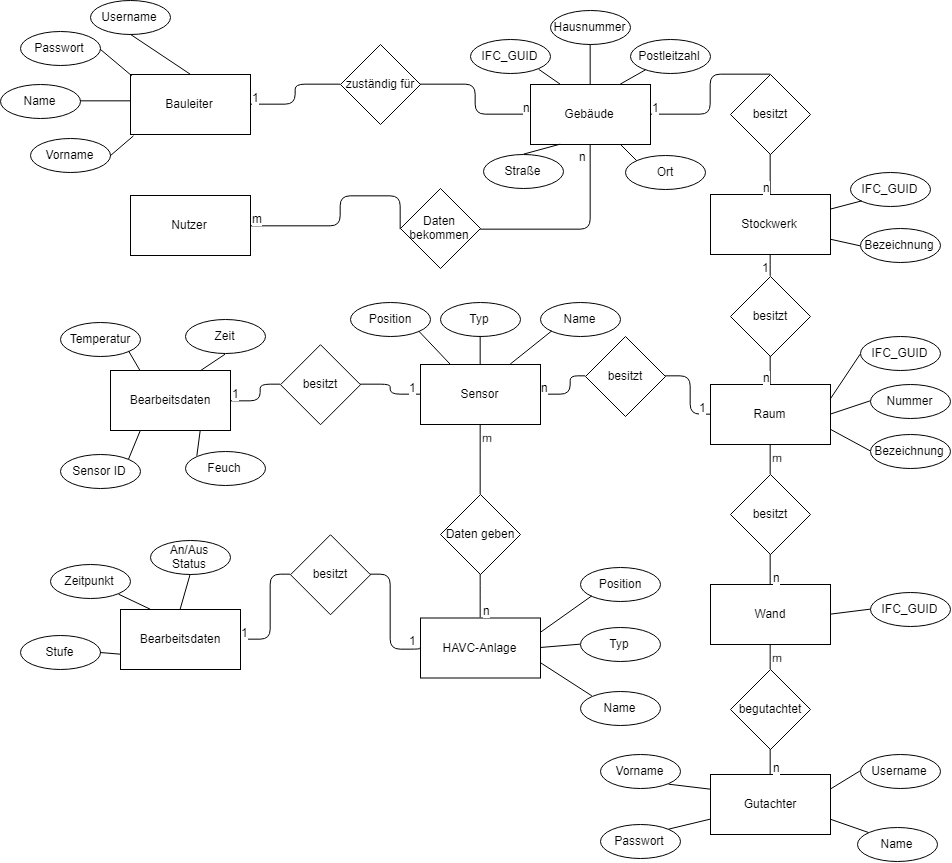 Username
Hausnummer
Passwort
IFC_GUID
Postleitzahl
zuständig für
Name
1
Bauleiter
n
Gebäude
1
besitzt
Vorname
Straße
n
Ort
n
IFC_GUID
Nutzer
m
Daten
bekommen
Stockwerk
Bezeichnung
1
Position
Typ
Name
besitzt
Temperatur
Zeit
IFC_GUID
n
Bearbeitsdaten
1
besitzt
1
Sensor
n
besitzt
1
Raum
Nummer
m
m
Bezeichnung
Sensor ID
Feuch
besitzt
Daten geben
An/Aus
Status
Zeitpunkt
besitzt
Position
n
n
IFC_GUID
Wand
Bearbeitsdaten
1
1
HAVC-Anlage
Typ
Stufe
m
Name
begutachtet
Vorname
n
Username
Gutachter
Passwort
Name